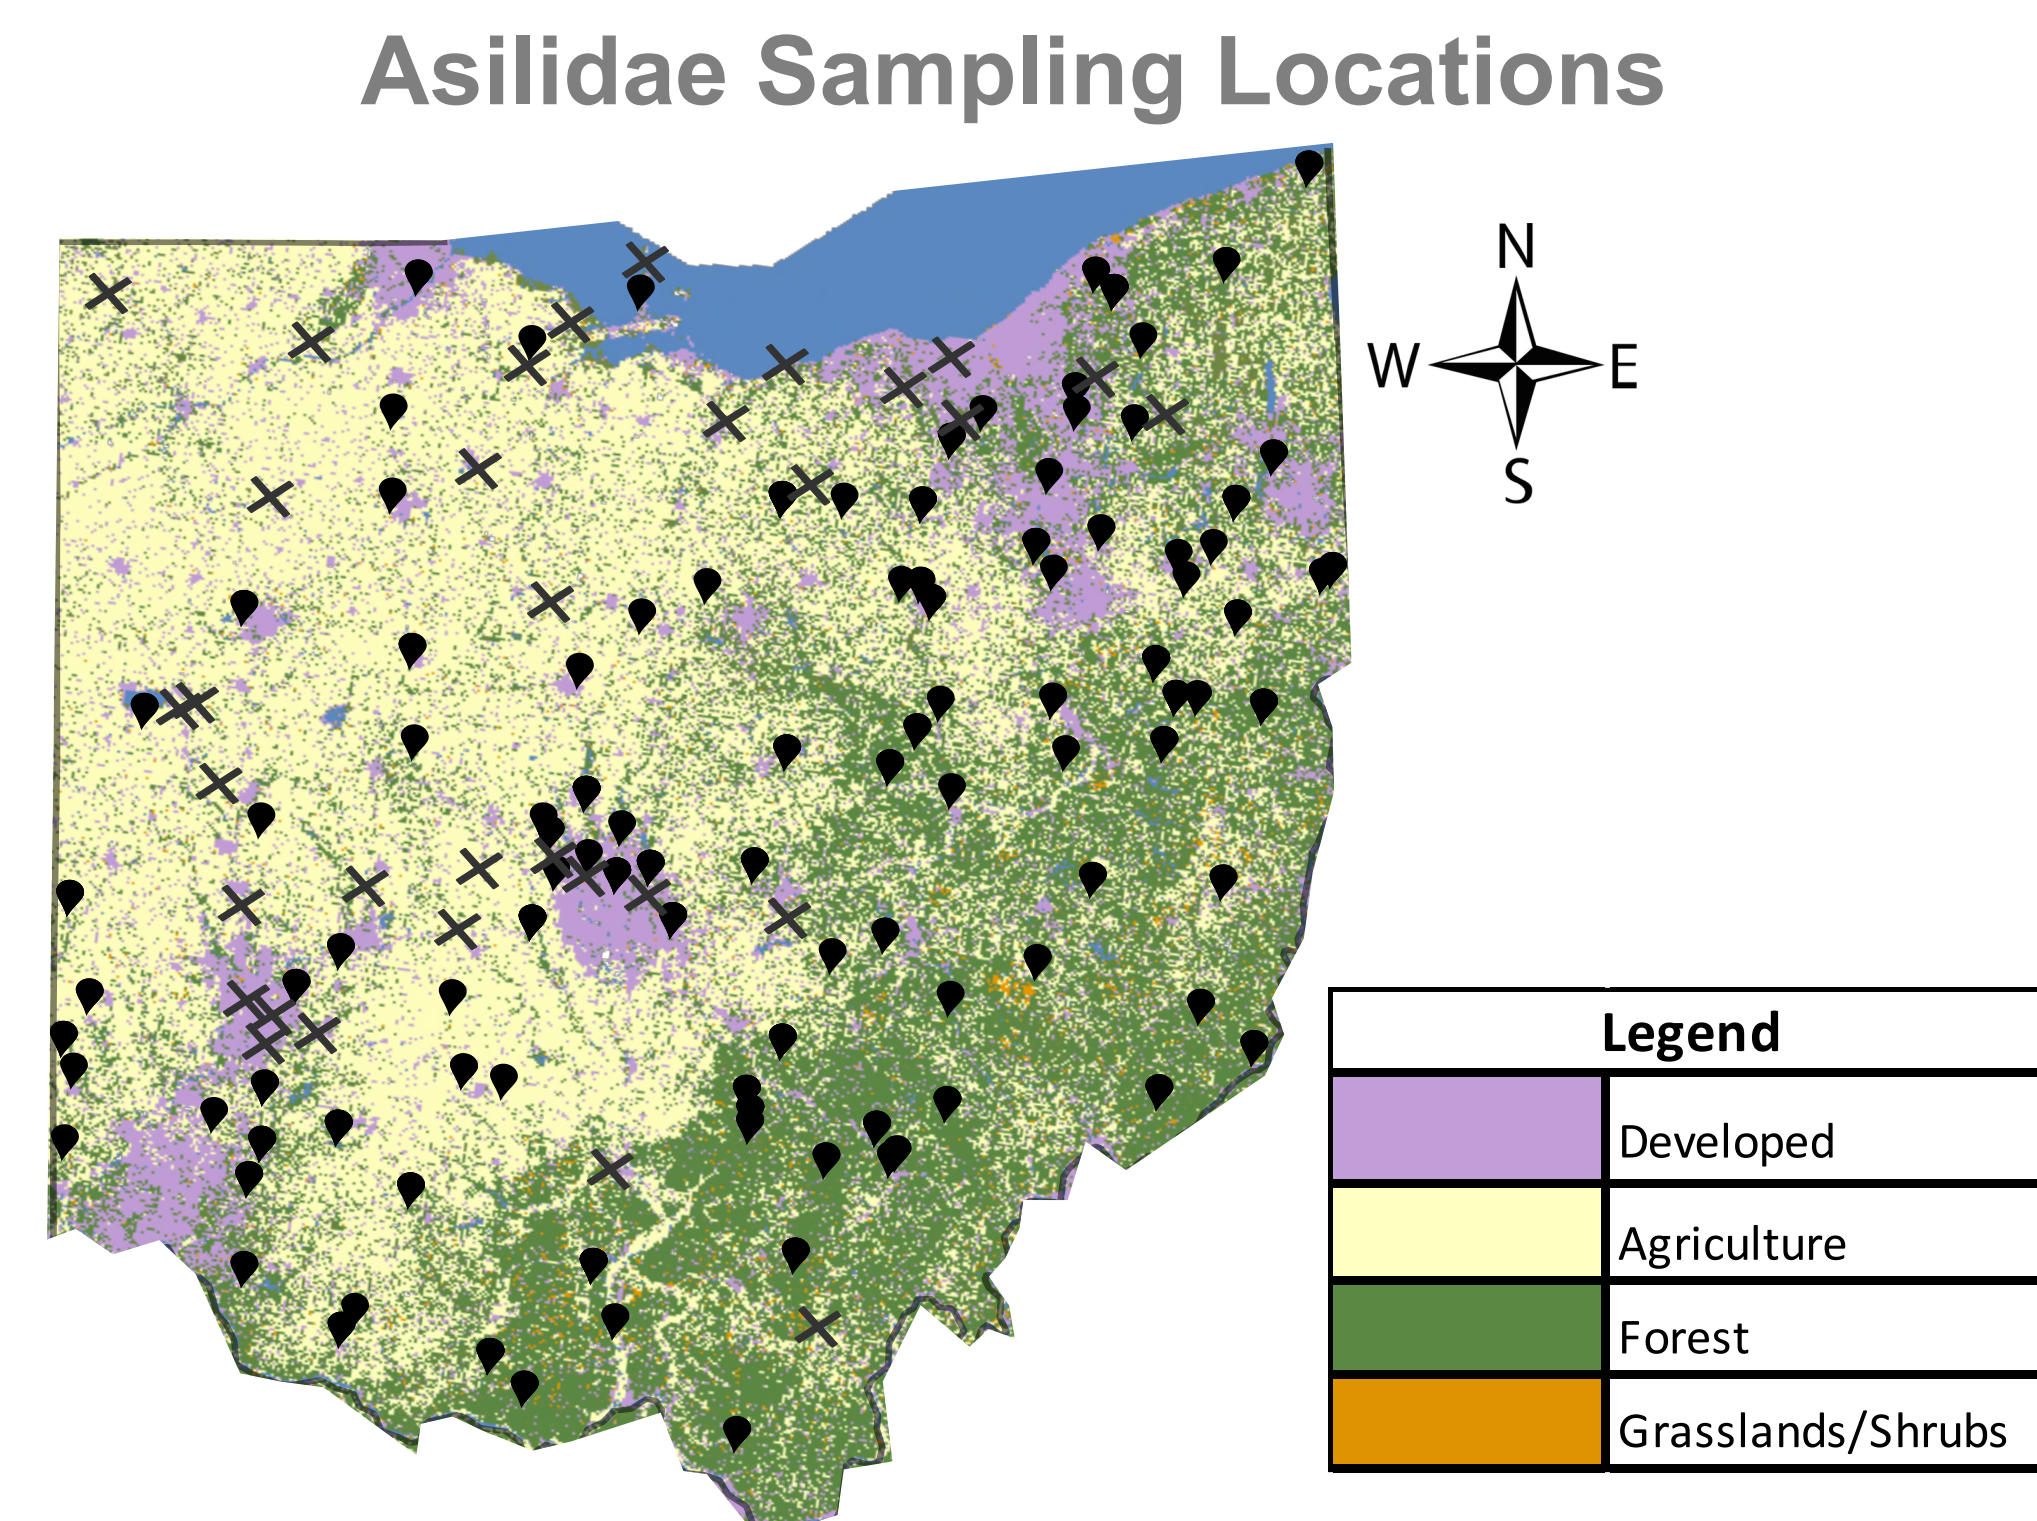 Asilidae Sampling Locations
N
W E
S
Legend
Developed
Agriculture
Forest
Grasslands/Shrubs